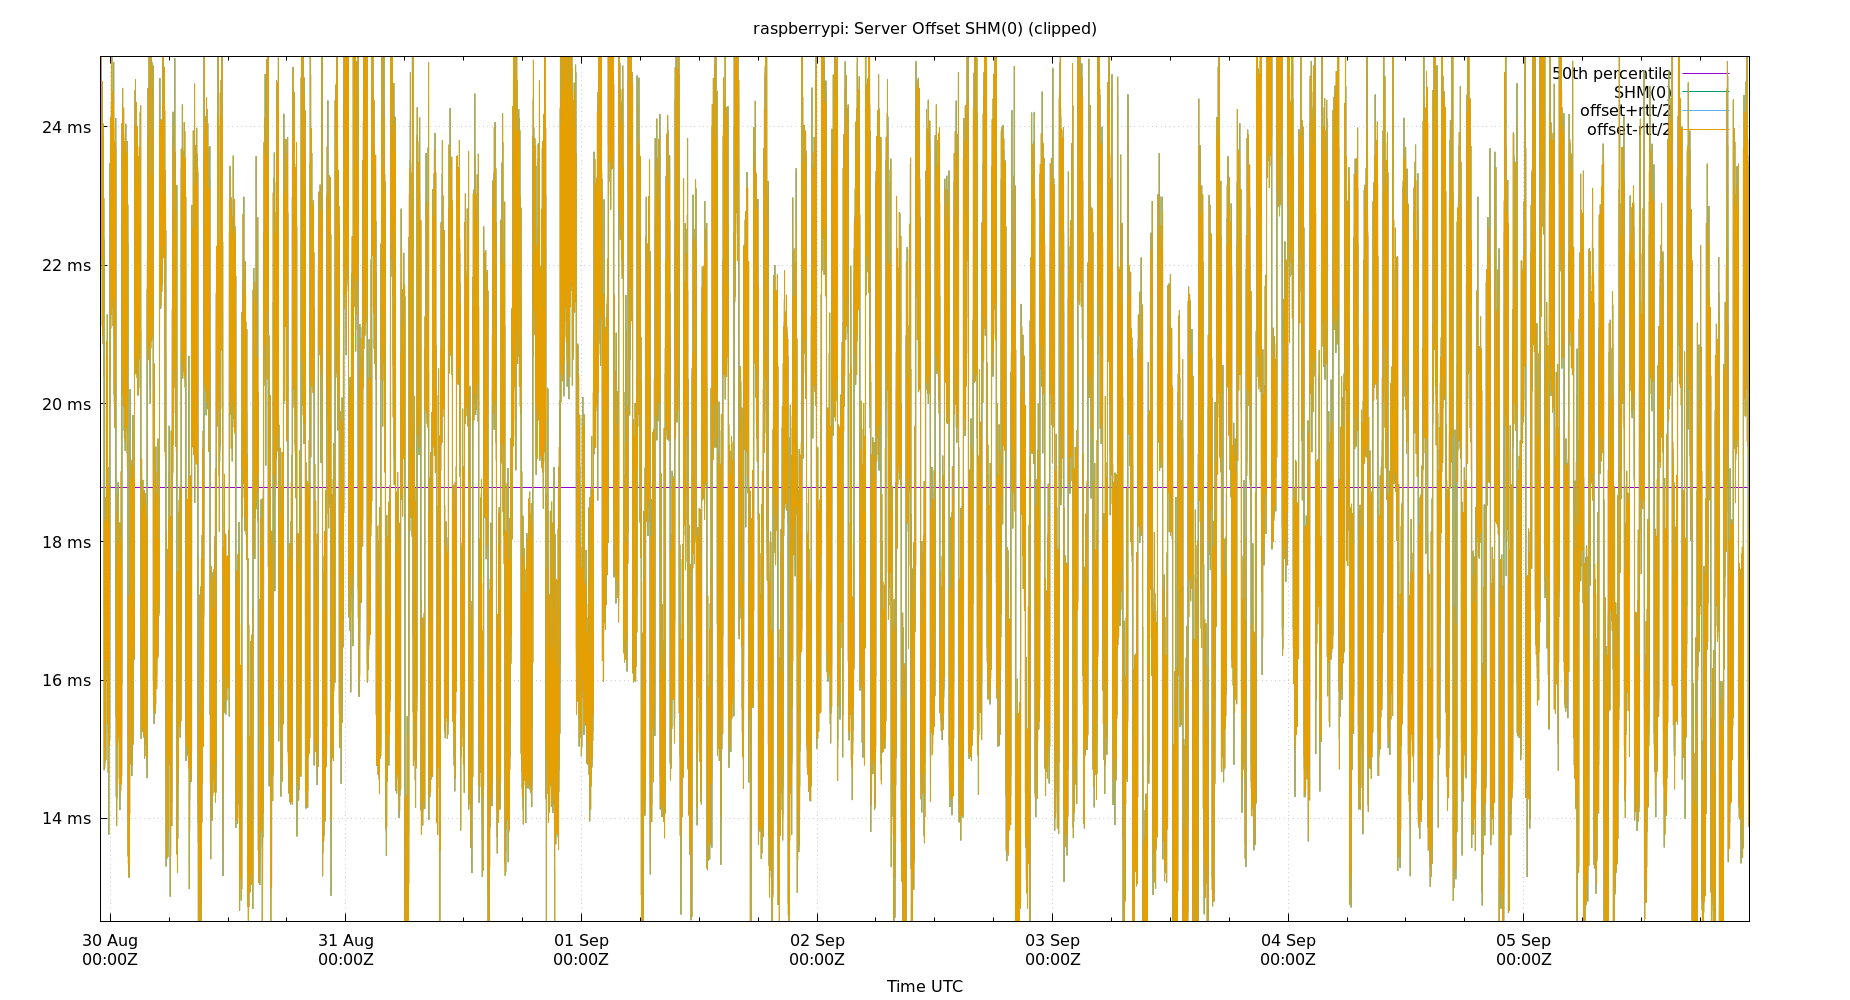 raspberrypi: Server Offset SHM(0) (clipped)
50th percentile
SHM(0)
offset+rtt/2
offset-rtt/2
24 ms
22 ms
20 ms
18 ms
16 ms
14 ms
30 Aug
00:00Z
31 Aug
00:00Z
01 Sep
00:00Z
02 Sep
00:00Z
03 Sep
00:00Z
04 Sep
00:00Z
05 Sep
00:00Z
Time UTC